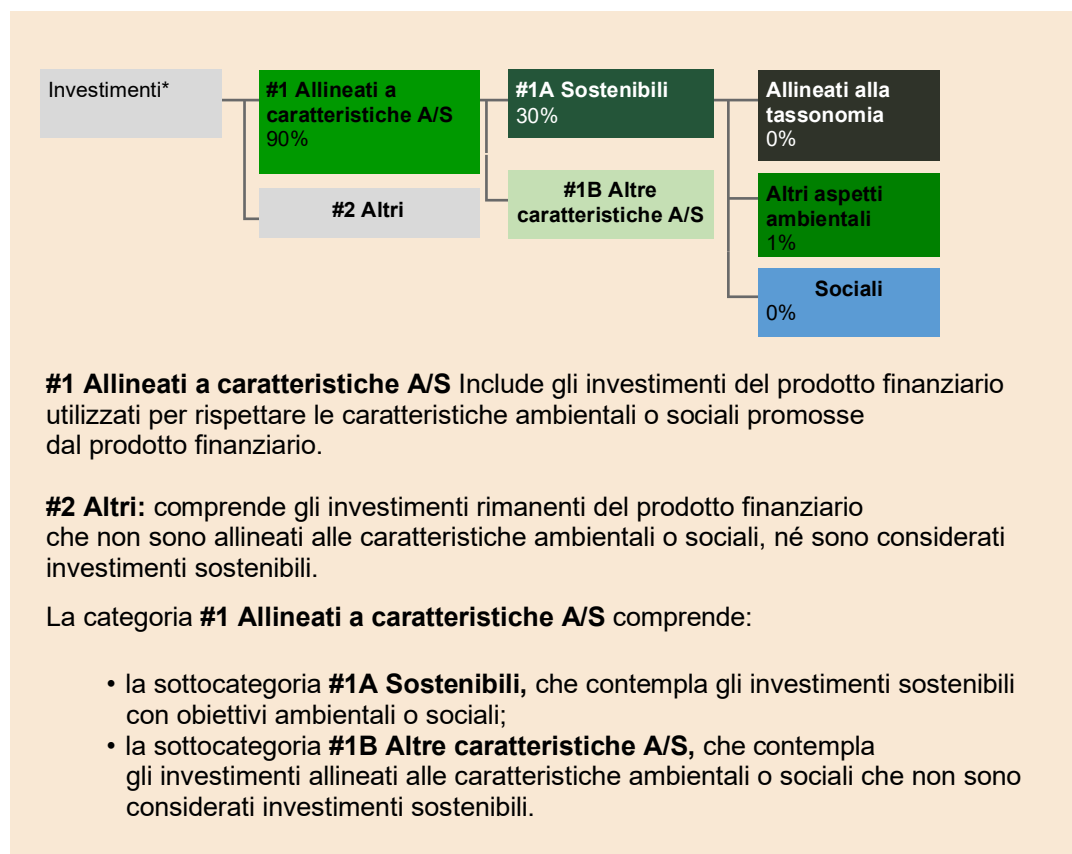 Investimenti*
#1 Allineati a
caratteristiche A/S
90%
#2 Altri
#1A Sostenibili
30%
#1B Altre
caratteristiche A/S
Allineati alla
tassonomia
0%
Altri aspetti
ambientali
1%
Sociali
0%
#1 Allineati a caratteristiche A/S Include gli investimenti del prodotto finanziario
utilizzati per rispettare le caratteristiche ambientali o sociali promosse
dal prodotto finanziario.
#2 Altri: comprende gli investimenti rimanenti del prodotto finanziario
che non sono allineati alle caratteristiche ambientali o sociali, né sono considerati
investimenti sostenibili.
La categoria #1 Allineati a caratteristiche A/S comprende:
• la sottocategoria #1A Sostenibili, che contempla gli investimenti sostenibili
con obiettivi ambientali o sociali;
• la sottocategoria #1B Altre caratteristiche A/S, che contempla
gli investimenti allineati alle caratteristiche ambientali o sociali che non sono
considerati investimenti sostenibili.